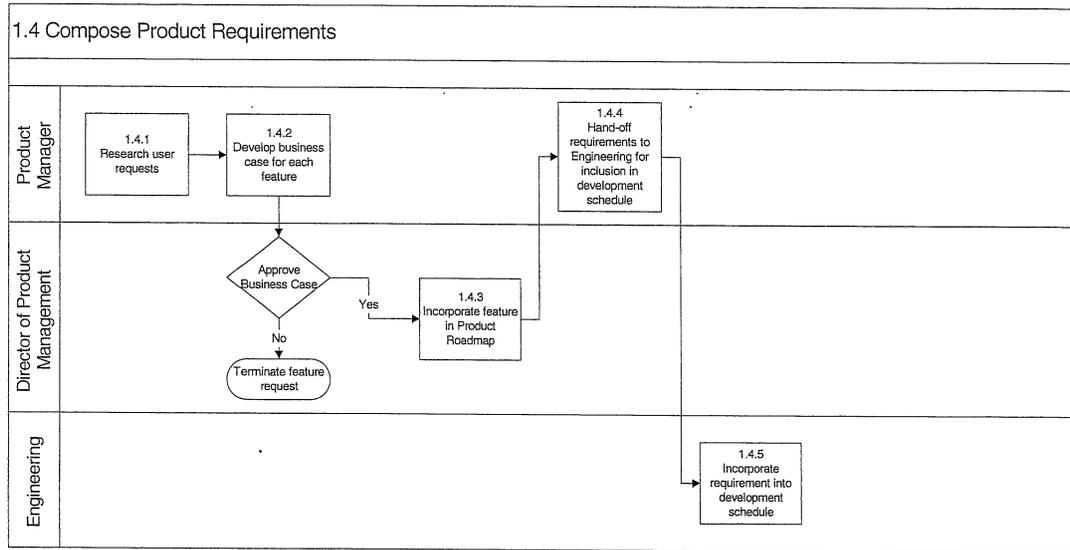 1.4 Compose Product Requirements
Product
Manager
1.4.1
Research user
requests
1.4.2
Develop business
case for each
feature
1.4.4
Hand-off
requirements to
Engineering for
inclusion in
development
schedule
Director of Product
Management
Approve
Business Case
Yes
No
Terminate feature
request
1.4.3
Incorporate feature
in Product
Roadmap
Engineering
1.4.5
Incorporate
requirement into
development
schedule